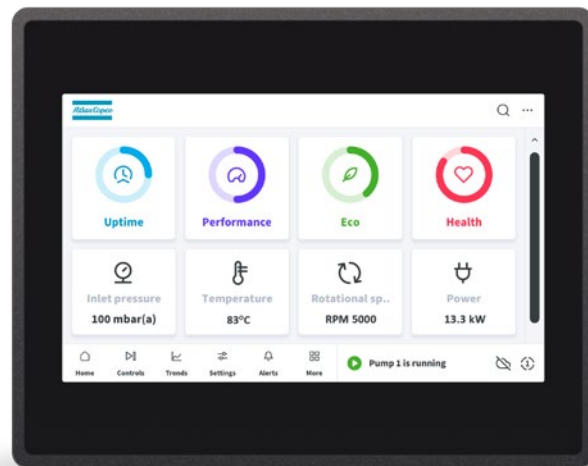 Atlas Copco
Uptime
Performance
Eco
Health
Inlet pressure
100 mbar(a)
Temperature
83°C
Rotational sp..
RPM 5000
Power
13.3 kW
Home
Controls
Trends
Settings
Alerts
More
Pump 1 is running
1